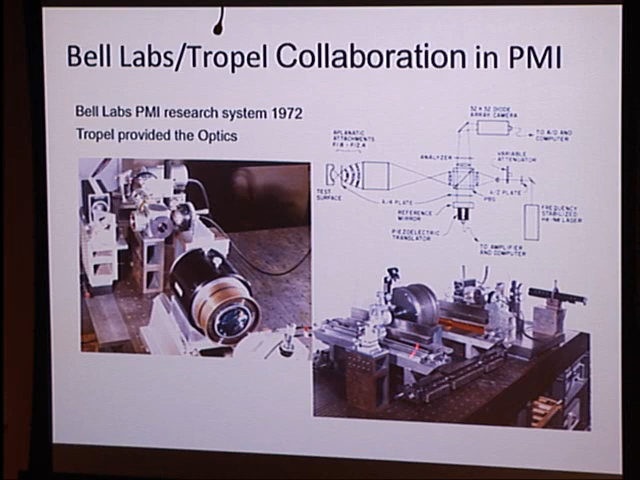 Bell Labs/Tropel Collaboration in PMI
Bell Labs PMI research system 1972
Tropel provided the Optics
32 × 32 DIODE
ARRAY CAMERA
TO A/D AND
COMPUTER
APLANATIC
ATTACHMENTS
ANALYZER
VARIABLE
ATTENUATOR
TEST
SURFACE
λ/4 PLATE
λ/2 PLATE
PBS
REFERENCE
MIRROR
FREQUENCY
STABILIZED
HE-NE LASER
PIEZOELECTRIC
TRANSLATOR
TO AMPLIFIER
AND COMPUTER